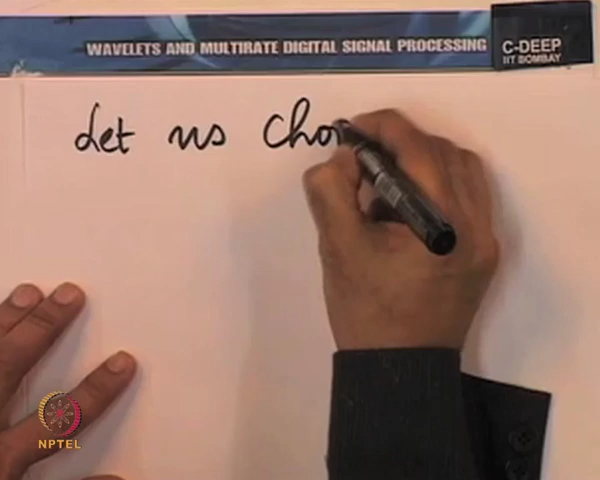 WAVELETS AND MULTIRATE DIGITAL SIGNAL PROCESSING
C-DEEP
IIT BOMBAY
Let us Cho
NPTEL